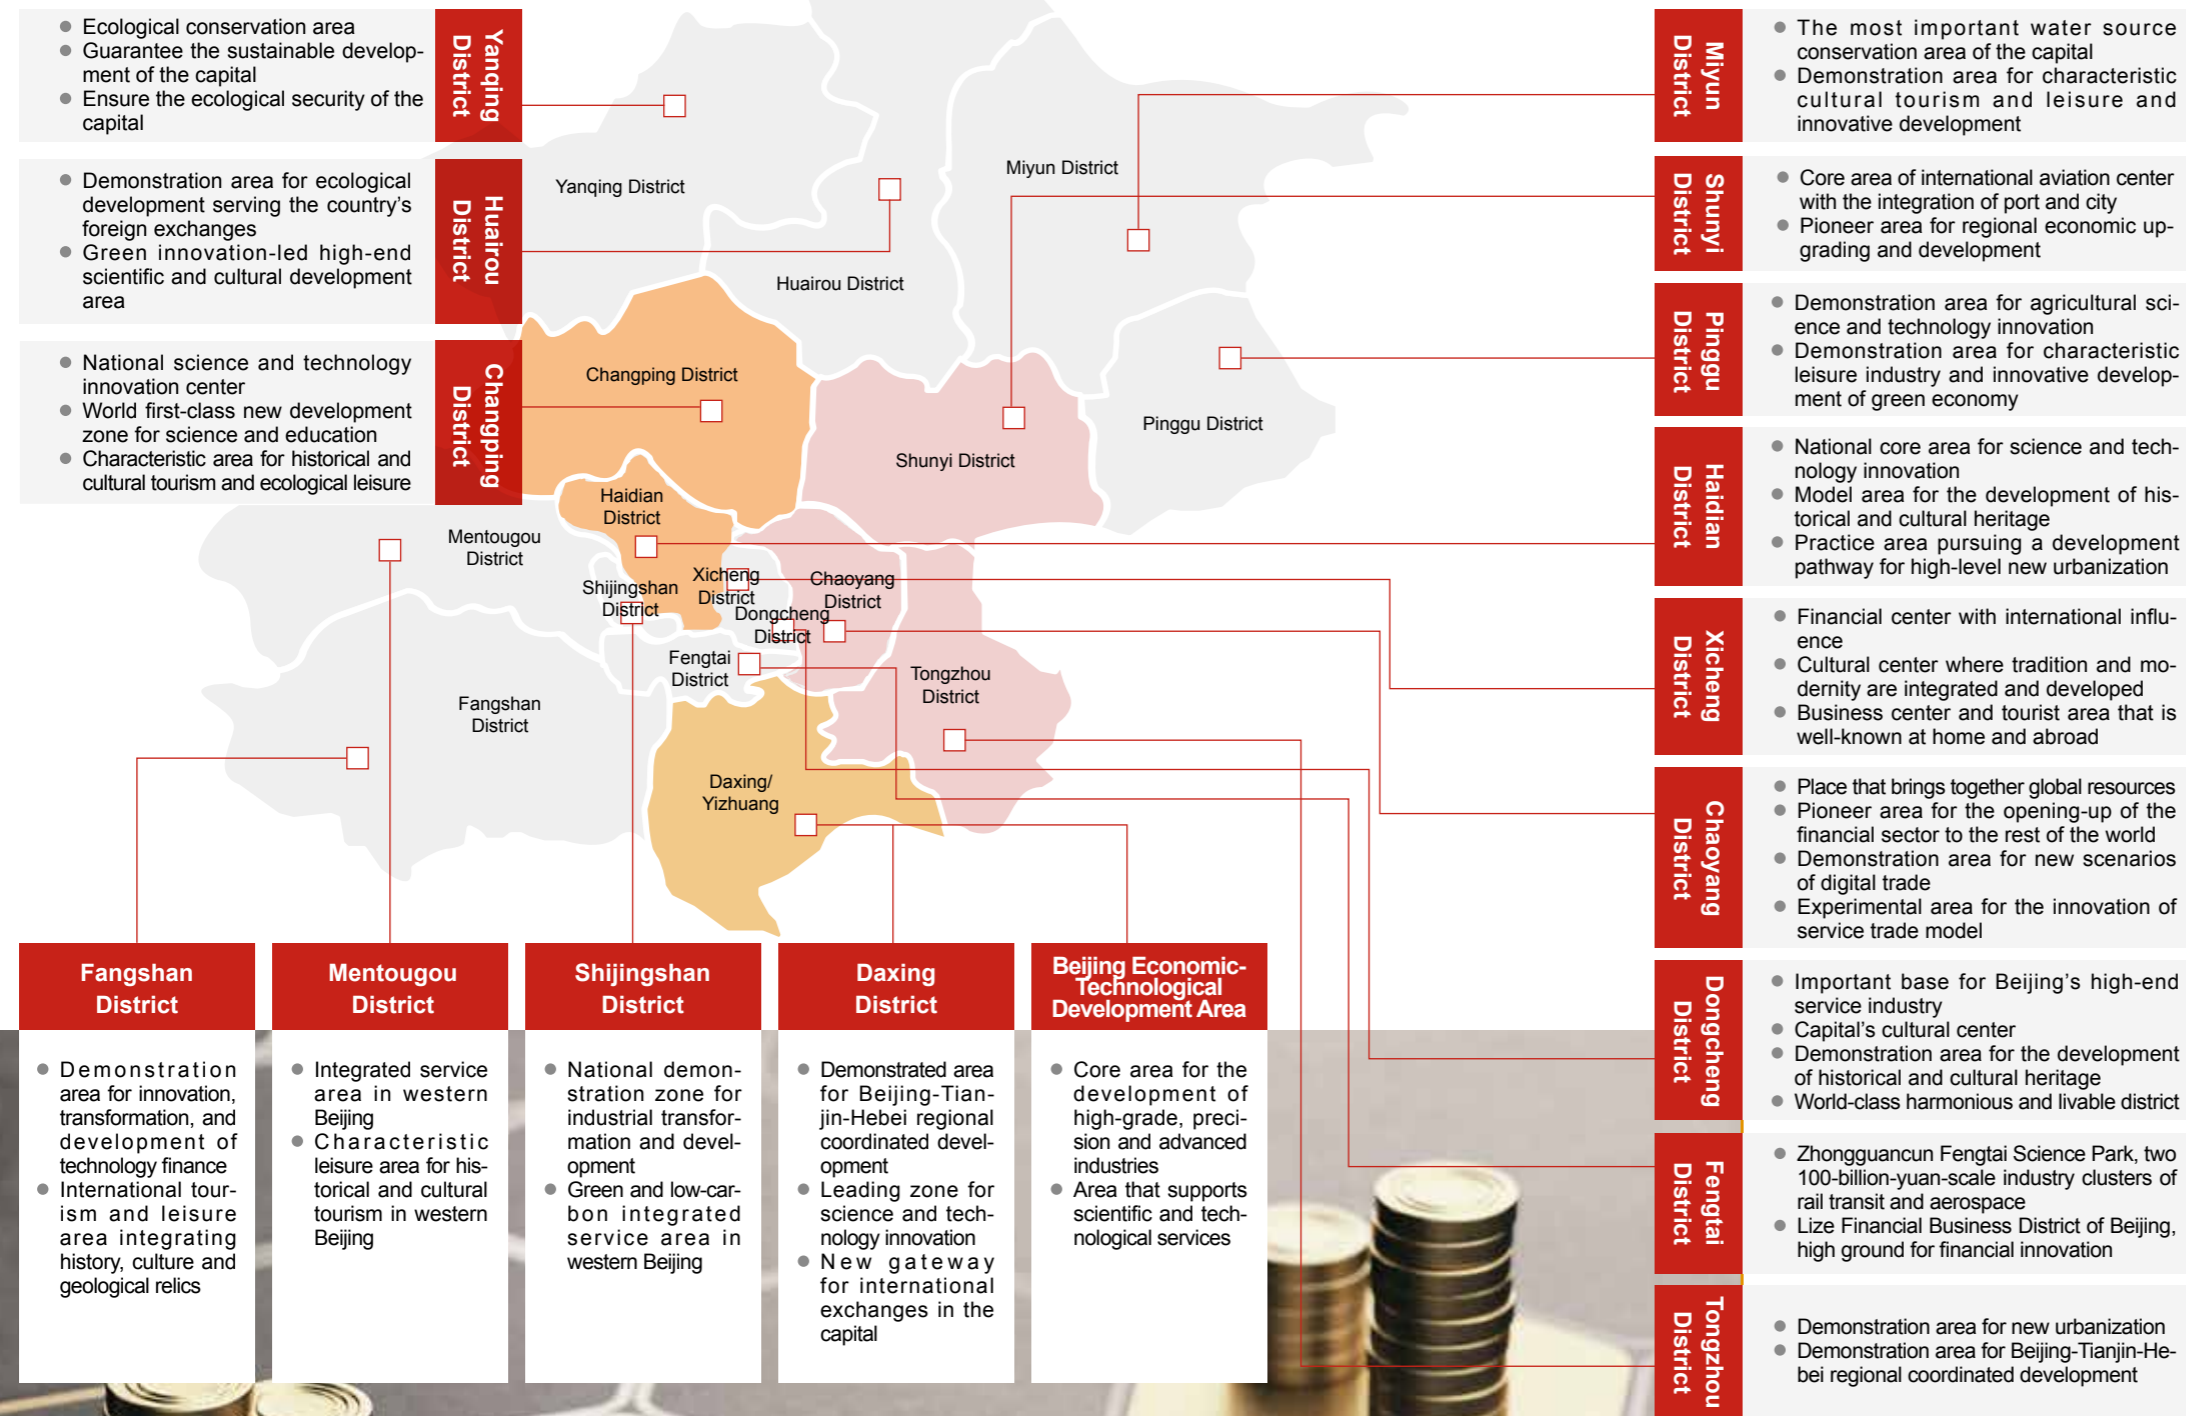 Ecological conservation area
Guarantee the sustainable develop-
ment of the capital
Ensure the ecological security of the
capital
Yanqing
District
Demonstration area for ecological
development serving the country's
foreign exchanges
Green innovation-led high-end
scientific and cultural development
area
Huairou
District
National science and technology
innovation center
World first-class new development
zone for science and education
Characteristic area for historical and
cultural tourism and ecological leisure
Changping
District
Yanqing District
Miyun District
Huairou District
Changping District
Pinggu District
Shunyi District
Haidian
District
Mentougou
District
Shijingshan
District
Xicheng
District
Chaoyang
District
Dongcheng
District
Fengtai
District
Tongzhou
District
Fangshan
District
Daxing/
Yizhuang
Miyun
District
The most important water source
conservation area of the capital
Demonstration area for characteristic
cultural tourism and leisure and
innovative development
Shunyi
District
Core area of international aviation center
with the integration of port and city
Pioneer area for regional economic up-
grading and development
Pinggu
District
Demonstration area for agricultural sci-
ence and technology innovation
Demonstration area for characteristic
leisure industry and innovative develop-
ment of green economy
Haidian
District
National core area for science and tech-
nology innovation
Model area for the development of his-
torical and cultural heritage
Practice area pursuing a development
pathway for high-level new urbanization
Xicheng
District
Financial center with international influ-
ence
Cultural center where tradition and mo-
dernity are integrated and developed
Business center and tourist area that is
well-known at home and abroad
Chaoyang
District
Place that brings together global resources
Pioneer area for the opening-up of the
financial sector to the rest of the world
Demonstration area for new scenarios
of digital trade
Experimental area for the innovation of
service trade model
Dongcheng
District
Important base for Beijing's high-end
service industry
Capital's cultural center
Demonstration area for the development
of historical and cultural heritage
World-class harmonious and livable district
Fengtai
District
Zhongguancun Fengtai Science Park, two
100-billion-yuan-scale industry clusters of
rail transit and aerospace
Lize Financial Business District of Beijing,
high ground for financial innovation
Tongzhou
District
Demonstration area for new urbanization
Demonstration area for Beijing-Tianjin-He-
bei regional coordinated development
Fangshan
District
Demonstration
area for innovation,
transformation, and
development of
technology finance
International tour-
ism and leisure
area integrating
history, culture and
geological relics
Mentougou
District
Integrated service
area in western
Beijing
Characteristic
leisure area for his-
torical and cultural
tourism in western
Beijing
Shijingshan
District
National demon-
stration zone for
industrial transfor-
mation and devel-
opment
Green and low-car-
bon integrated
service area in
western Beijing
Daxing
District
Demonstrated area
for Beijing-Tian-
jin-Hebei regional
coordinated devel-
opment
Leading zone for
science and tech-
nology innovation
New gateway
for international
exchanges in the
capital
Beijing Economic-
Technological
Development Area
Core area for the
development of
high-grade, preci-
sion and advanced
industries
Area that supports
scientific and tech-
nological services